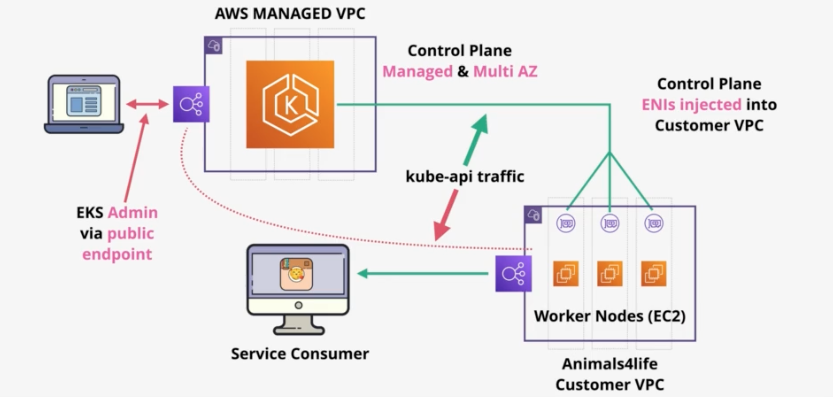 AWS MANAGED VPC
Control Plane
Managed & Multi AZ
Control Plane
ENIs injected into
Customer VPC
K
kube-api traffic
EKS Admin
via public
endpoint
Worker Nodes (EC2)
Service Consumer
Animals4life
Customer VPC